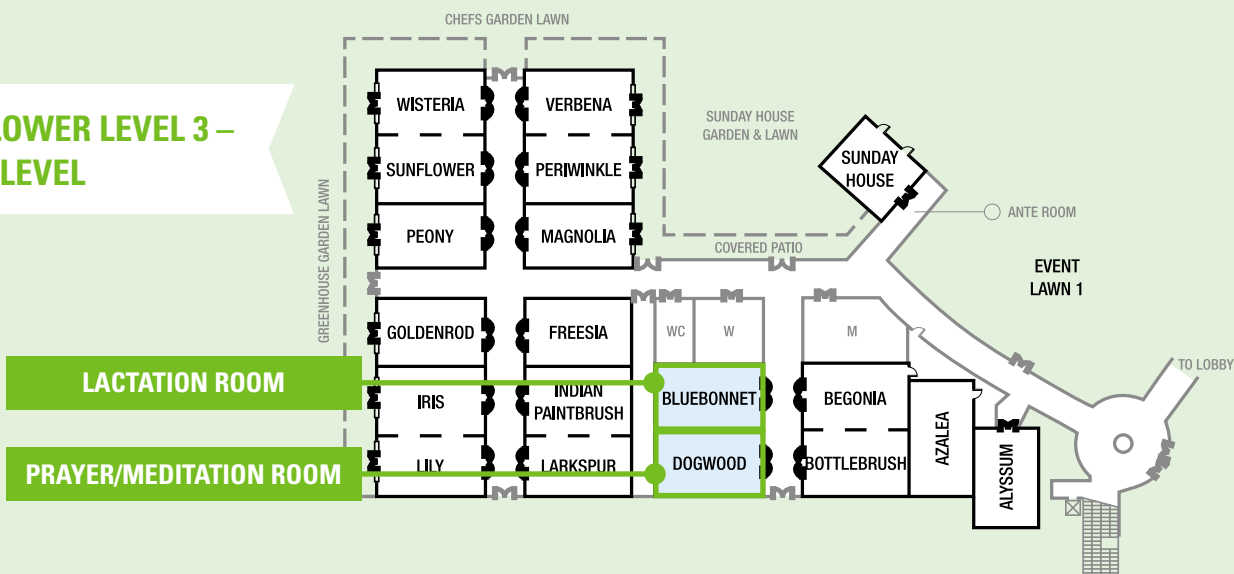 CHEFS GARDEN LAWN
LOWER LEVEL 3 –
LEVEL
WISTERIA
VERBENA
SUNDAY HOUSE
GARDEN & LAWN
SUNFLOWER
PERIWINKLE
SUNDAY
HOUSE
PEONY
MAGNOLIA
ANTE ROOM
COVERED PATIO
GREENHOUSE GARDEN LAWN
EVENT
LAWN 1
GOLDENROD
FREESIA
WC
W
M
TO LOBBY
LACTATION ROOM
IRIS
INDIAN
PAINTBRUSH
BLUEBONNET
BEGONIA
AZALEA
PRAYER/MEDITATION ROOM
LILY
LARKSPUR
DOGWOOD
BOTTLEBRUSH
ALYSSUM